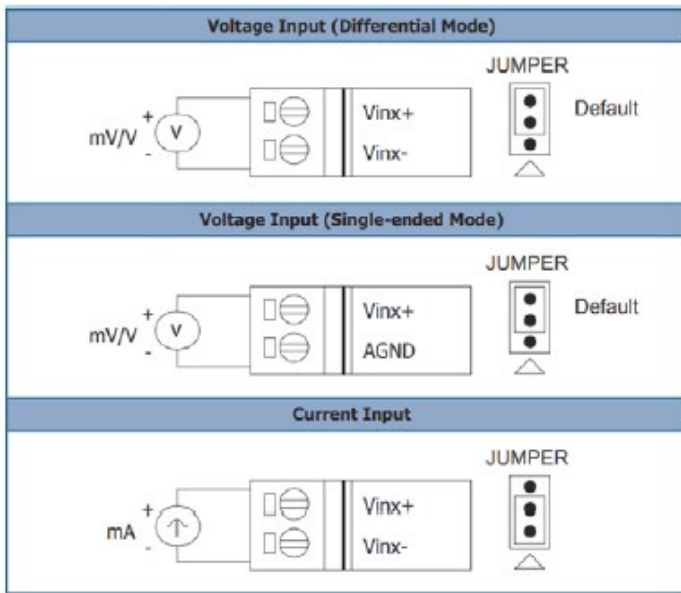 Voltage Input (Differential Mode)
JUMPER
+
mV/V
-
V
Vinx+
Vinx-
Default
Voltage Input (Single-ended Mode)
JUMPER
+
mV/V
-
V
Vinx+
AGND
Default
Current Input
JUMPER
+
mA
-
Vinx+
Vinx-